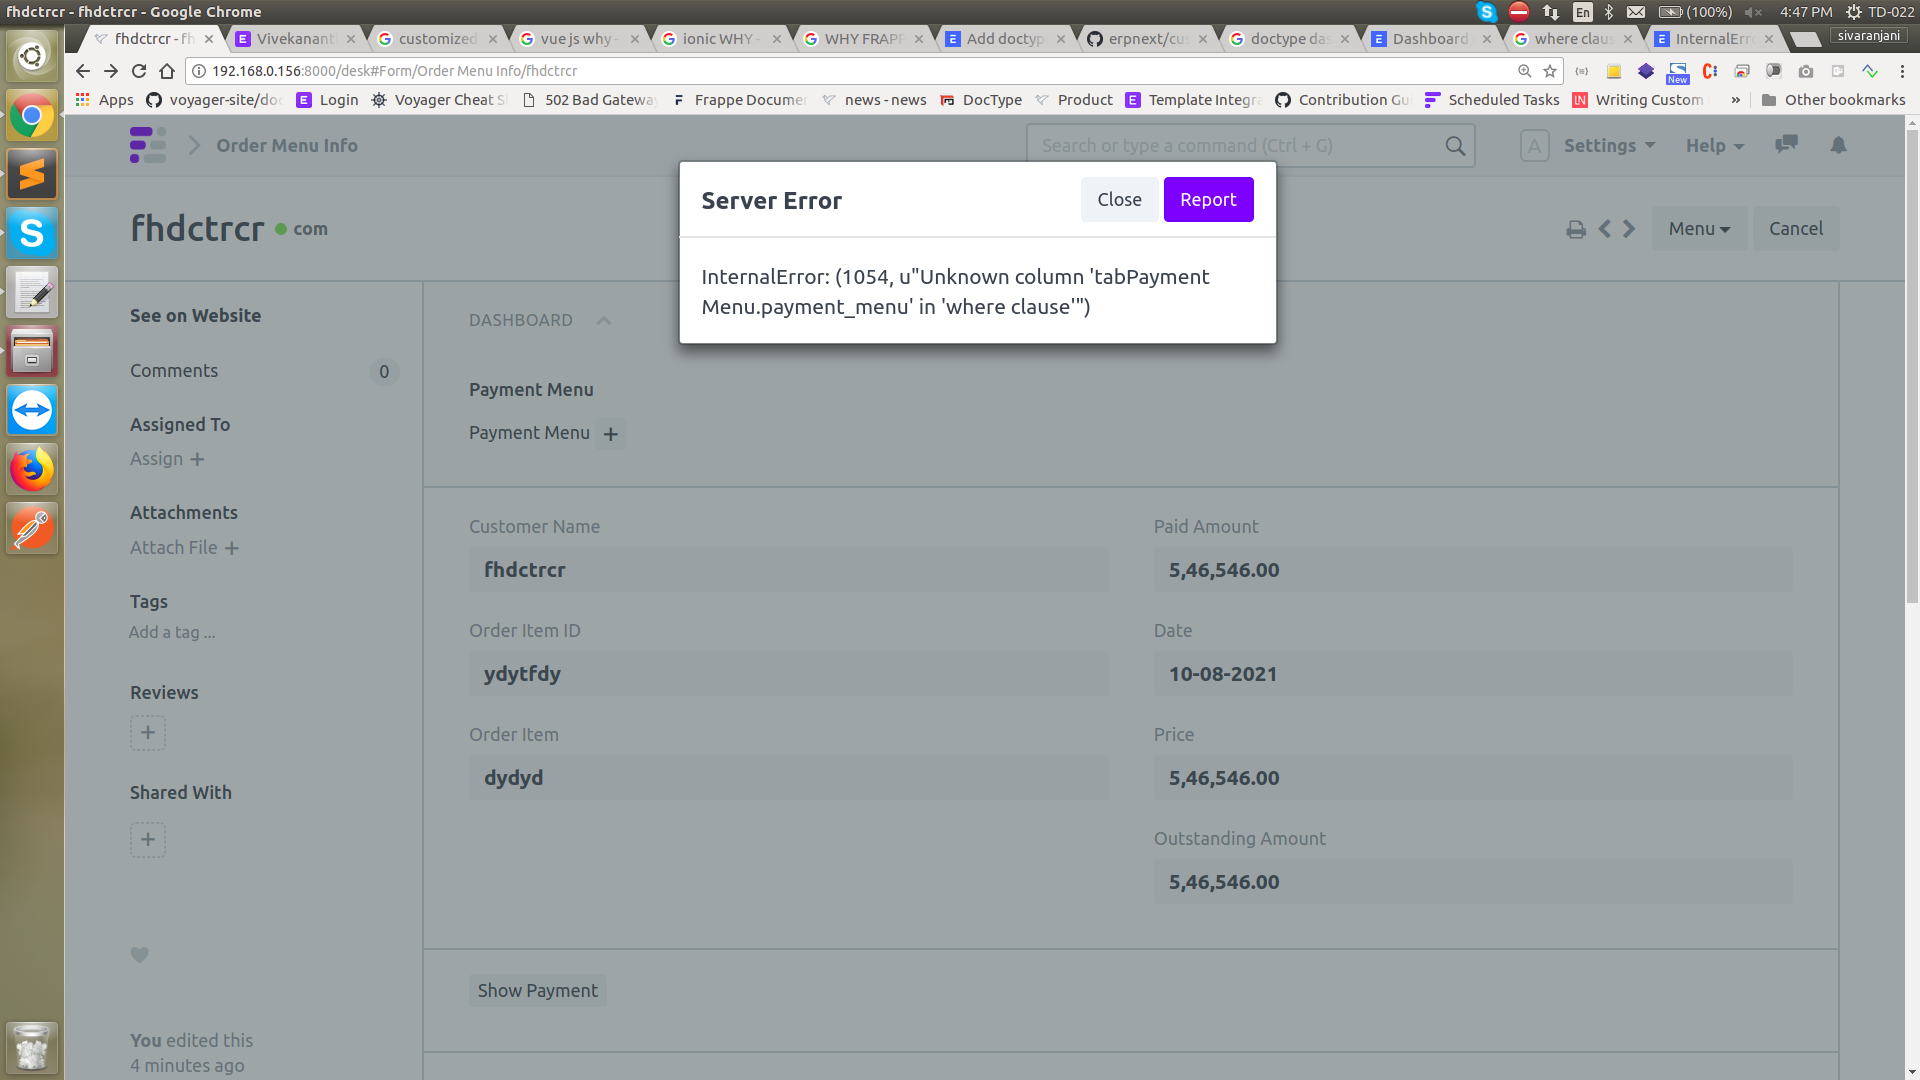 fhdctrcr - fhdctrcr - Google Chrome
En (100%) 4:47 PM TD-022
fhdctrcr - fh Vivekanant customized vue js why - ionic WHY - WHY FRAPP Add doctyp erpnext/cus doctype das Dashboard where claus InternalErro sivaranjani
192.168.0.156:8000/desk#Form/Order Menu Info/fhdctrcr
New
Apps voyager-site/doc Login Voyager Cheat S 502 Bad Gateway Frappe Documen news - news DocType Product Template Integra Contribution Gu Scheduled Tasks Writing Custom » Other bookmarks
Order Menu Info
Search or type a command (Ctrl + G)
A Settings Help
Server Error
Close
Report
InternalError: (1054, u"Unknown column 'tabPayment
Menu.payment_menu' in 'where clause'")
fhdctrcr com
Menu Cancel
See on Website
Comments 0
Assigned To
Assign +
Attachments
Attach File +
Tags
Add a tag ...
Reviews
+
Shared With
+
You edited this
4 minutes ago
DASHBOARD
Payment Menu
Payment Menu +
Customer Name
fhdctrcr
Order Item ID
ydytfdy
Order Item
dydyd
Paid Amount
5,46,546.00
Date
10-08-2021
Price
5,46,546.00
Outstanding Amount
5,46,546.00
Show Payment